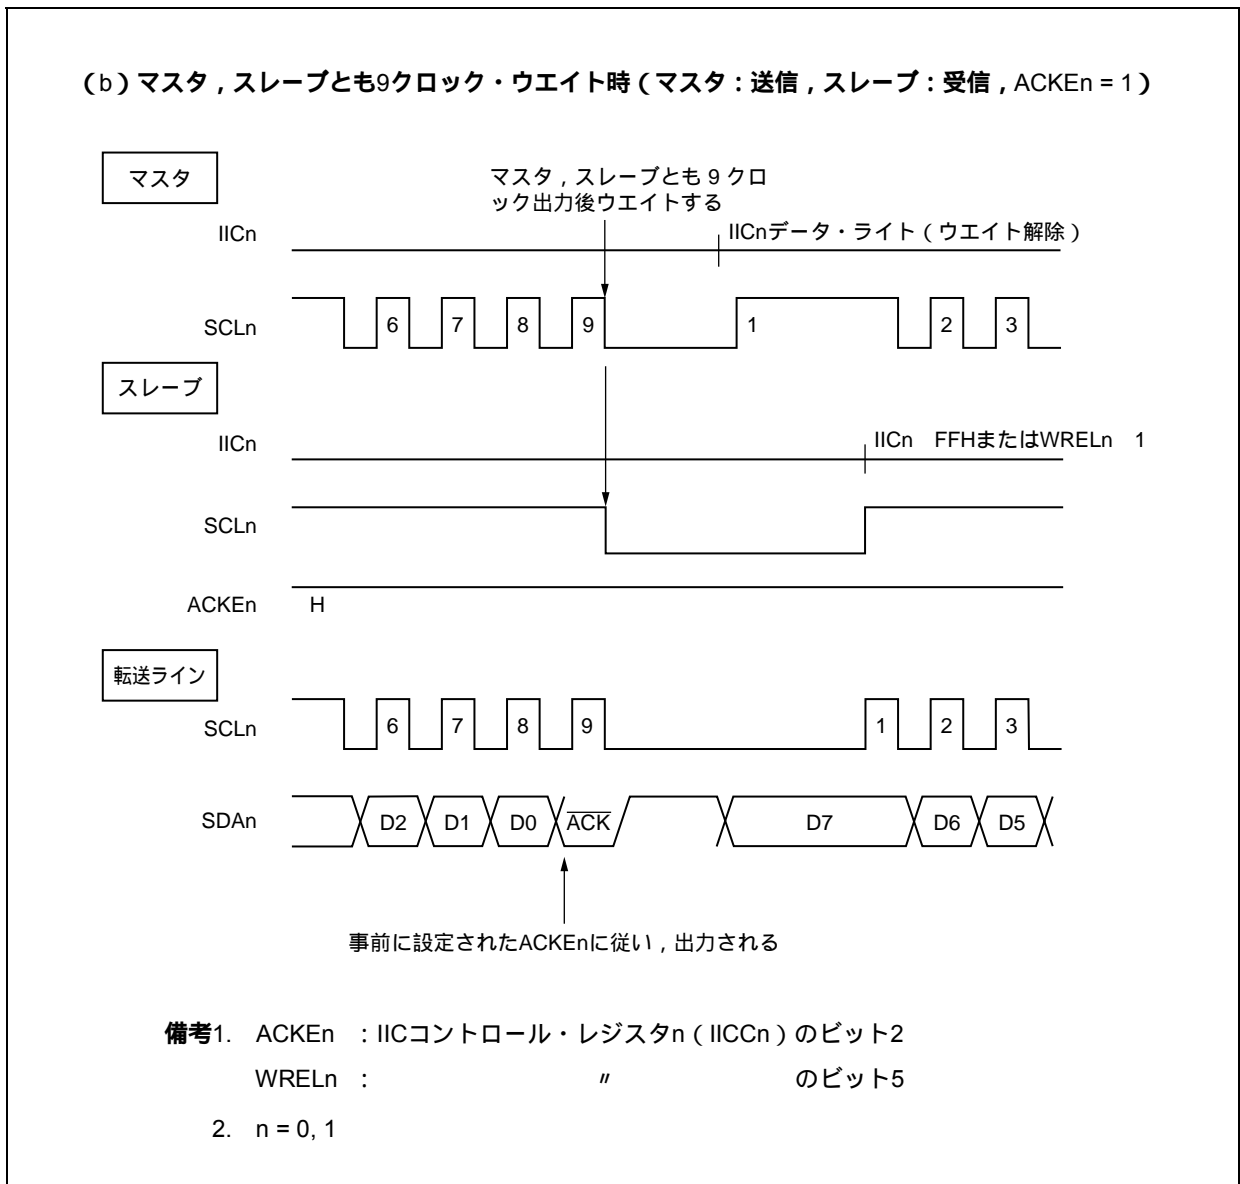 （b）マスタ，スレーブとも9クロック・ウエイト時（マスタ：送信，スレーブ：受信，ACKEn = 1）
マスタ
マスタ，スレーブとも 9 クロ
ック出力後ウエイトする
IICn
IICnデータ・ライト（ウエイト解除）
SCLn
6 7 8 9 1 2 3
スレーブ
IICn
IICn FFHまたはWRELn 1
SCLn
ACKEn H
転送ライン
SCLn
6 7 8 9 1 2 3
SDAn
D2 D1 D0 ACK D7 D6 D5
事前に設定されたACKEnに従い，出力される
備考1. ACKEn ：IICコントロール・レジスタn（IICCn）のビット2
WRELn ： 〃 のビット5
2. n = 0, 1